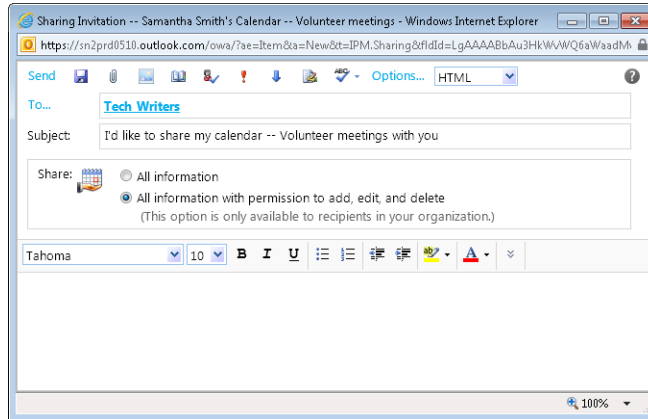 Sharing Invitation -- Samantha Smith's Calendar -- Volunteer meetings - Windows Internet Explorer
https://sn2prd0510.outlook.com/owa/?ae=Item&a=New&t=IPM.Sharing&fldId=LgAAAABbAu3HkWvWQ6aWaadM
Send ABC Options... HTML
To... Tech Writers
Subject: I'd like to share my calendar -- Volunteer meetings with you
Share: All information
All information with permission to add, edit, and delete
(This option is only available to recipients in your organization.)
Tahoma 10 B I U ab A
100%